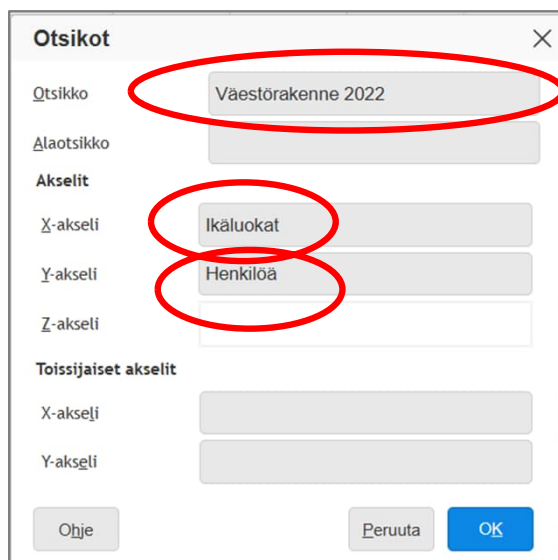 Otsikot
Otsikko Väestörakenne 2022
Alaotsikko
Akselit
X-akseli Ikäluokat
Y-akseli Henkilöä
Z-akseli
Toissijaiset akselit
X-akseli
Y-akseli
Ohje Peruuta OK